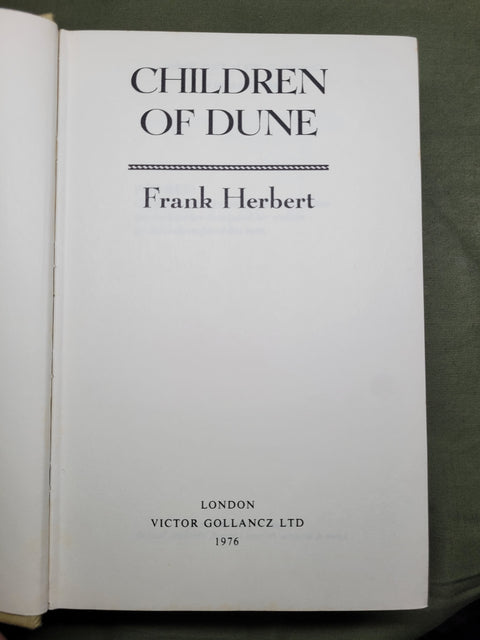 CHILDREN
OF DUNE
Frank Herbert
LONDON
VICTOR GOLLANCZ LTD
1976